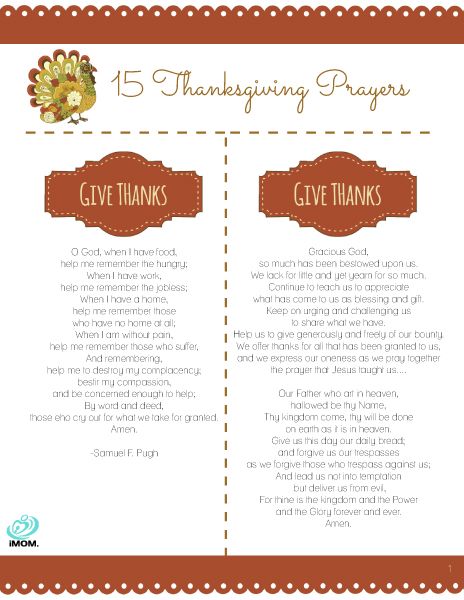 15 Thanksgiving Prayers
GIVE THANKS
O God, when I have food,
help me remember the hungry;
When I have work,
help me remember the jobless;
When I have a home,
help me remember those
who have no home at all;
When I am without pain,
help me remember those who suffer,
And remembering,
help me to destroy my complacency;
bestir my compassion,
and be concerned enough to help;
By word and deed,
those eho cry out for what we take for granted.
Amen.
-Samuel F. Pugh
GIVE THANKS
Gracious God,
so much has been bestowed upon us.
We lack for little and yet yearn for so much.
Continue to teach us to appreciate
what has come to us as blessing and gift.
Keep on urging and challenging us
to share what we have.
Help us to give generously and freely of our bounty.
We offer thanks for all that has been granted to us,
and we express our oneness as we pray together
the prayer that Jesus taught us....
Our Father who art in heaven,
hallowed be thy Name,
Thy kingdom come, thy will be done
on earth as it is in heaven.
Give us this day our daily bread;
and forgive us our trespasses
as we forgive those who trespass against us;
And lead us not into temptation
but deliver us from evil,
For thine is the kingdom and the Power
and the Glory forever and ever.
Amen.
iMOM.
1